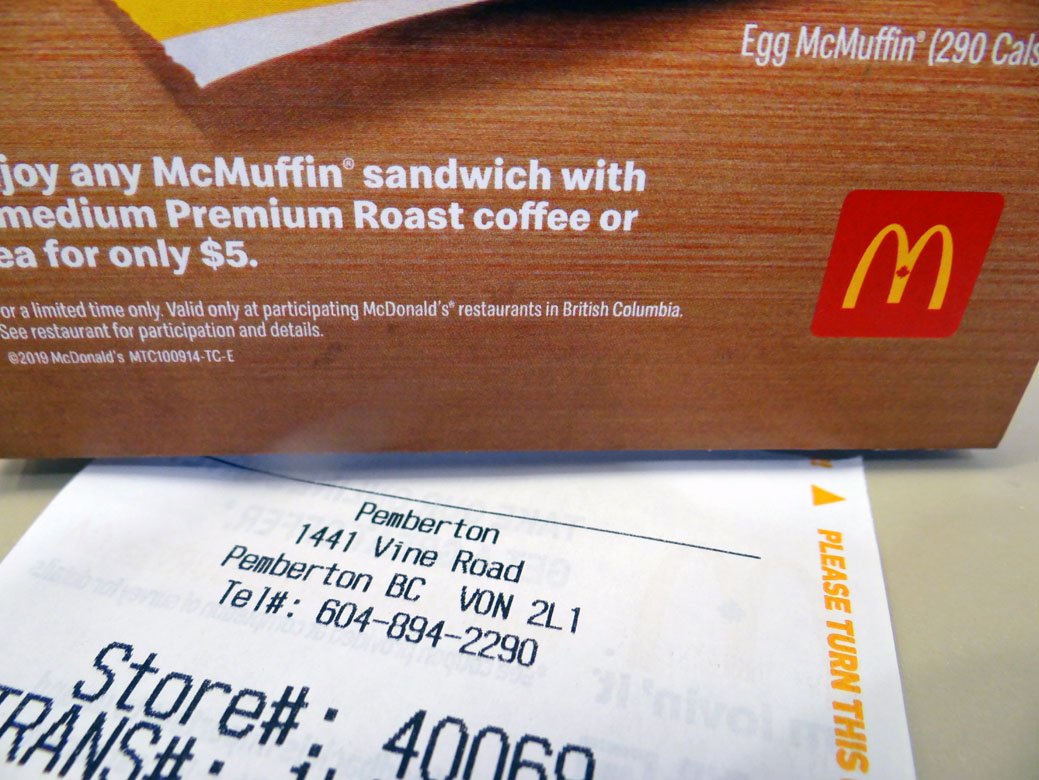 Egg McMuffin® (290 Cals
joy any McMuffin® sandwich with
medium Premium Roast coffee or
ea for only $5.
or a limited time only. Valid only at participating McDonald's® restaurants in British Columbia.
See restaurant for participation and details.
©2019 McDonald's MTC100914-TC-E
Pemberton
1441 Vine Road
Pemberton BC V0N 2L1
Tel#: 604-894-2290
Store#: 40069
TRANS#:
PLEASE TURN THIS